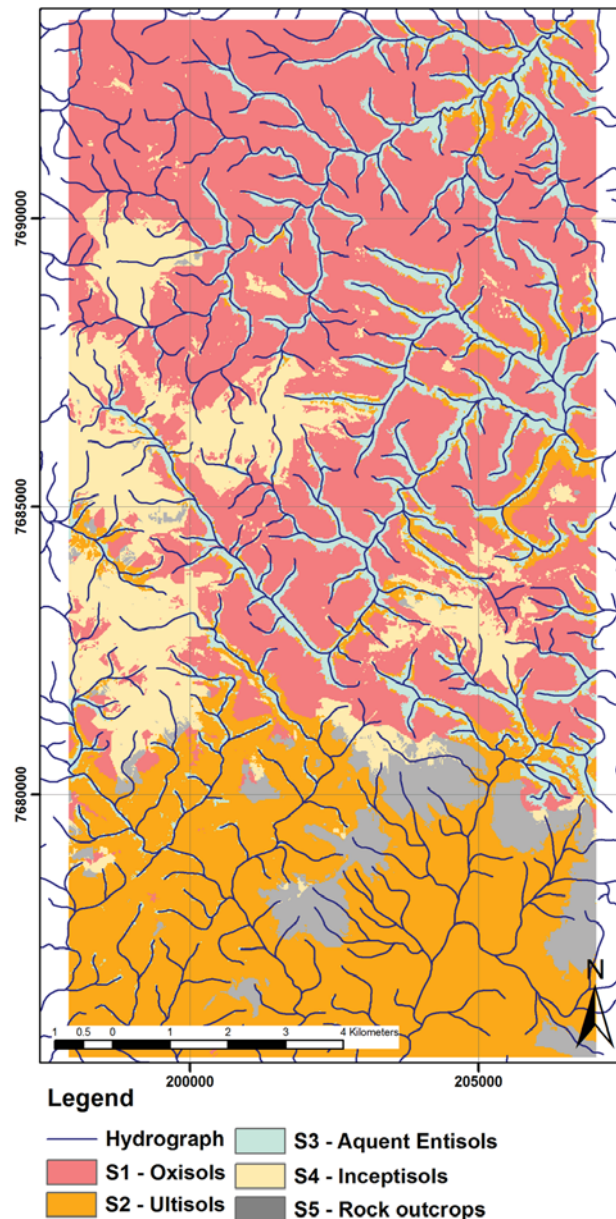 7690000
7685000
7680000
N
1 0.5 0 1 2 3 4 Kilometers
200000 205000
Legend
Hydrograph
S1 - Oxisols
S2 - Ultisols
S3 - Aquent Entisols
S4 - Inceptisols
S5 - Rock outcrops